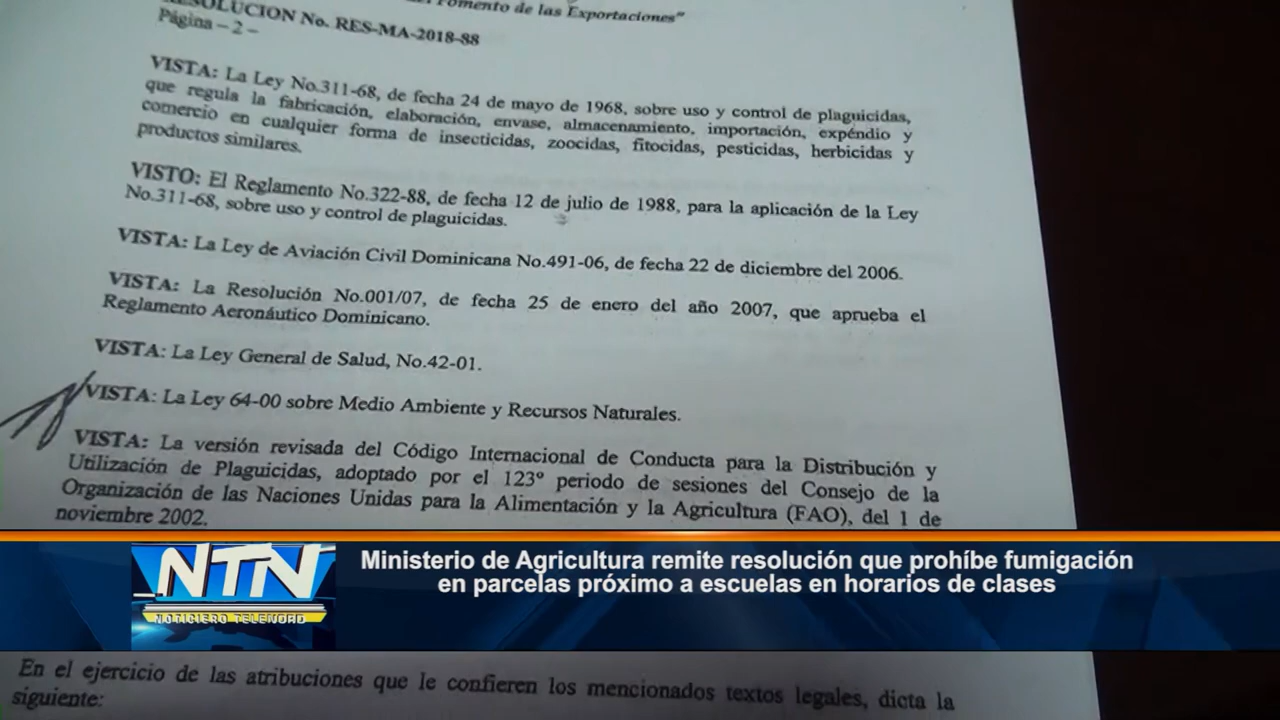 Fomento de las Exportaciones"
RESOLUCION No. RES-MA-2018-88
Página – 2 –
VISTA: La Ley No.311-68, de fecha 24 de mayo de 1968, sobre uso y control de plaguicidas,
que regula la fabricación, elaboración, envase, almacenamiento, importación, expéndio y
comercio en cualquier forma de insecticidas, zoocidas, fitocidas, pesticidas, herbicidas y
productos similares.
VISTO: El Reglamento No.322-88, de fecha 12 de julio de 1988, para la aplicación de la Ley
No.311-68, sobre uso y control de plaguicidas.
VISTA: La Ley de Aviación Civil Dominicana No.491-06, de fecha 22 de diciembre del 2006.
VISTA: La Resolución No.001/07, de fecha 25 de enero del año 2007, que aprueba el
Reglamento Aeronáutico Dominicano.
VISTA: La Ley General de Salud, No.42-01.
VISTA: La Ley 64-00 sobre Medio Ambiente y Recursos Naturales.
VISTA: La versión revisada del Código Internacional de Conducta para la Distribución y
Utilización de Plaguicidas, adoptado por el 123° periodo de sesiones del Consejo de la
Organización de las Naciones Unidas para la Alimentación y la Agricultura (FAO), del 1 de
noviembre 2002.
NTN
NOTICIERO TELENORD
Ministerio de Agricultura remite resolución que prohíbe fumigación
en parcelas próximo a escuelas en horarios de clases
En el ejercicio de las atribuciones que le confieren los mencionados textos legales, dicta la
siguiente: